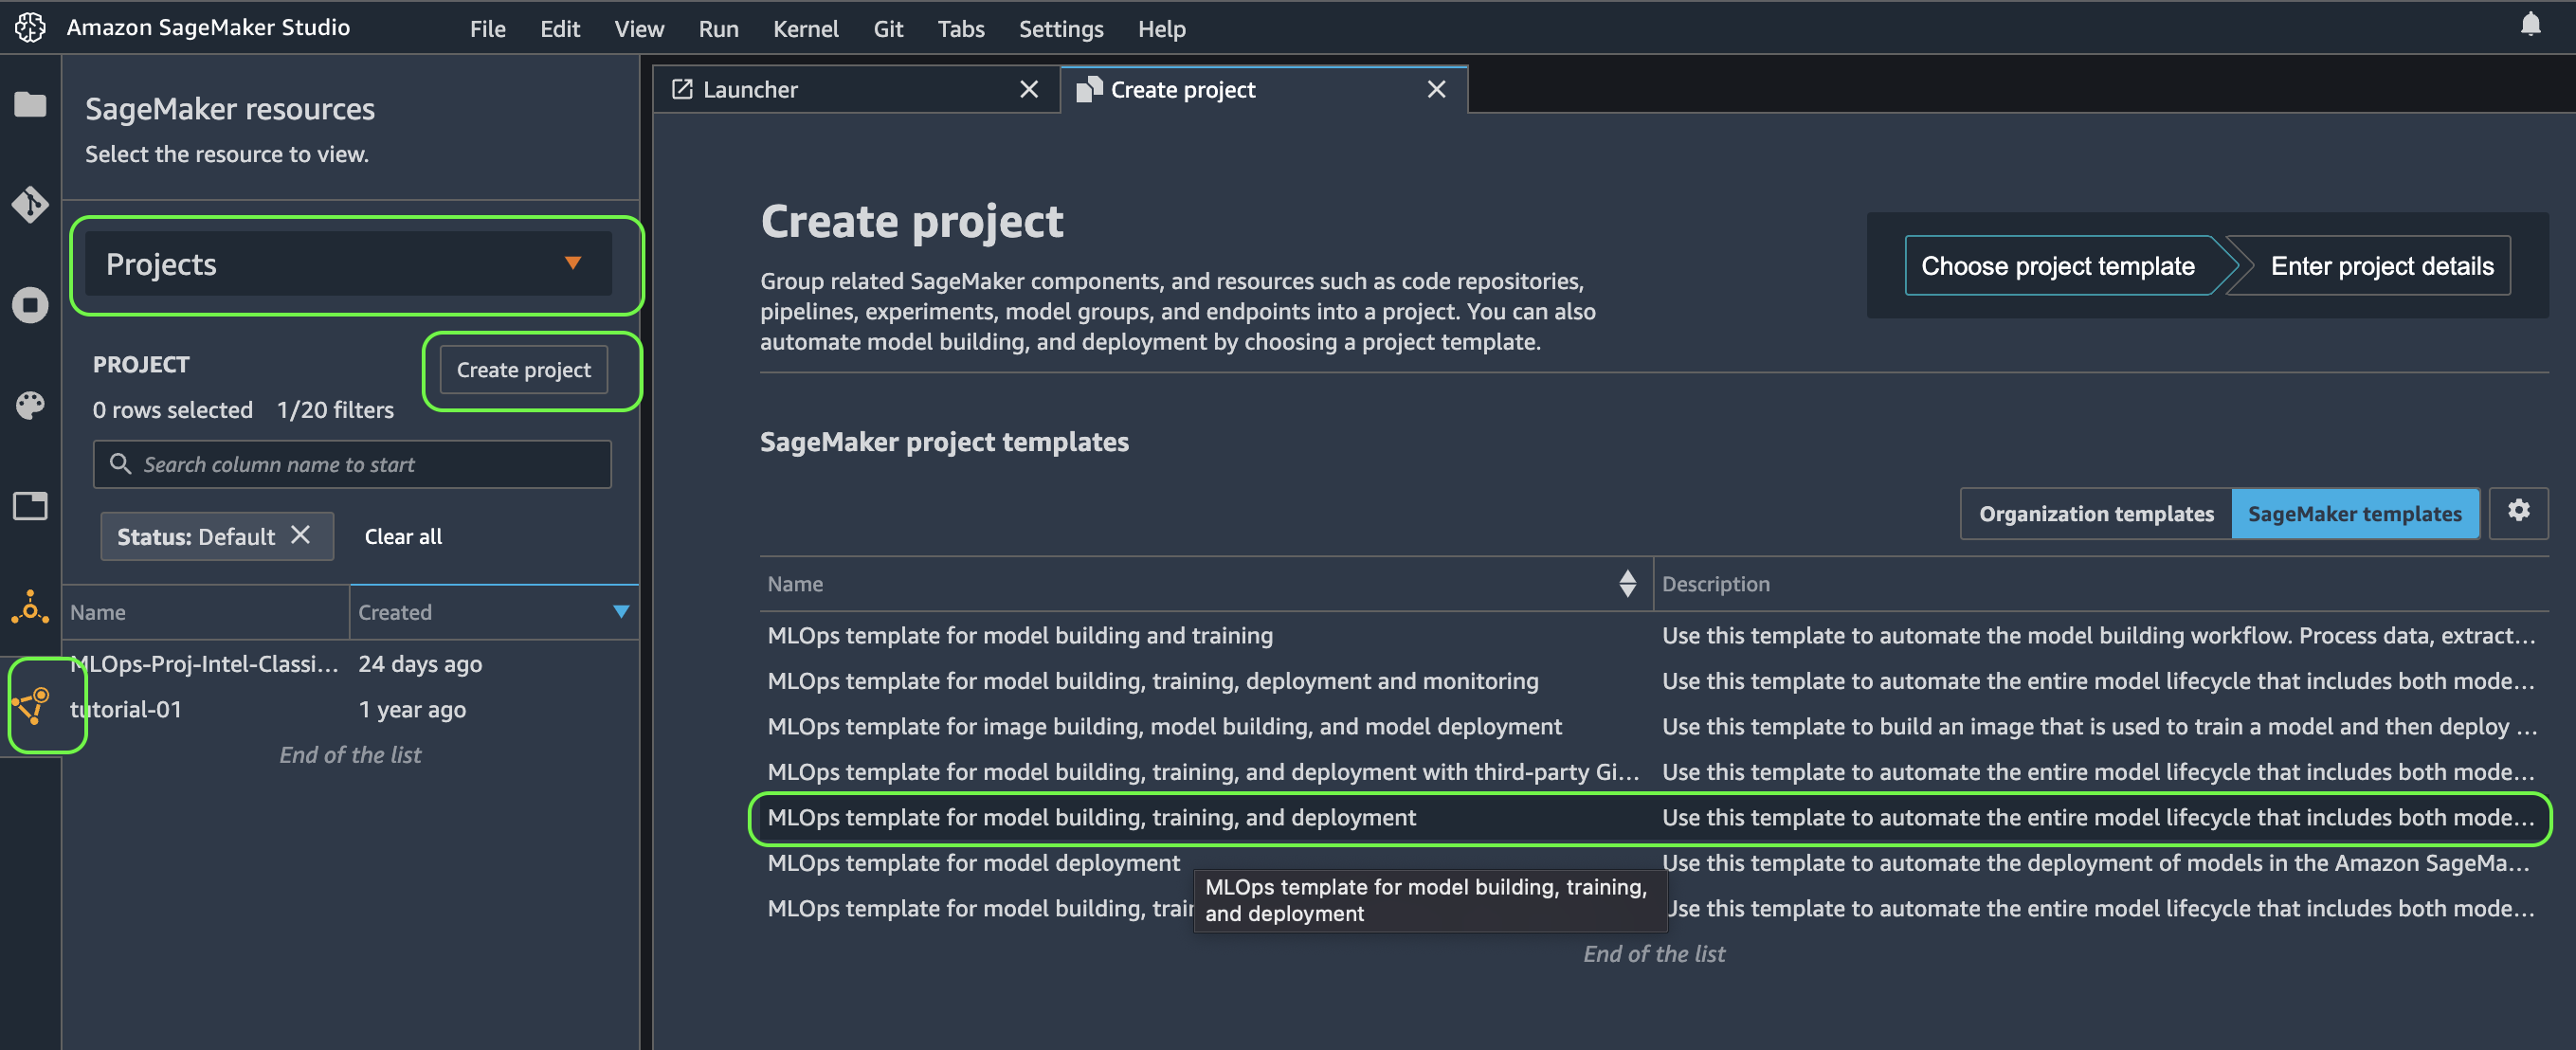 Amazon SageMaker Studio
File Edit View Run Kernel Git Tabs Settings Help
SageMaker resources
Select the resource to view.
Projects
PROJECT
Create project
0 rows selected 1/20 filters
Search column name to start
Status: Default
Clear all
Name Created
MLOps-Proj-Intel-Classi... 24 days ago
tutorial-01 1 year ago
End of the list
Launcher
Create project
Create project
Group related SageMaker components, and resources such as code repositories,
pipelines, experiments, model groups, and endpoints into a project. You can also
automate model building, and deployment by choosing a project template.
Choose project template
Enter project details
SageMaker project templates
Organization templates
SageMaker templates
Name Description
MLOps template for model building and training Use this template to automate the model building workflow. Process data, extract...
MLOps template for model building, training, deployment and monitoring Use this template to automate the entire model lifecycle that includes both mode...
MLOps template for image building, model building, and model deployment Use this template to build an image that is used to train a model and then deploy ...
MLOps template for model building, training, and deployment with third-party Gi... Use this template to automate the entire model lifecycle that includes both mode...
MLOps template for model building, training, and deployment Use this template to automate the entire model lifecycle that includes both mode...
MLOps template for model deployment Use this template to automate the deployment of models in the Amazon SageMa...
MLOps template for model building, Use this template to automate the entire model lifecycle that includes both mode...
MLOps template for model building, training,
and deployment
End of the list